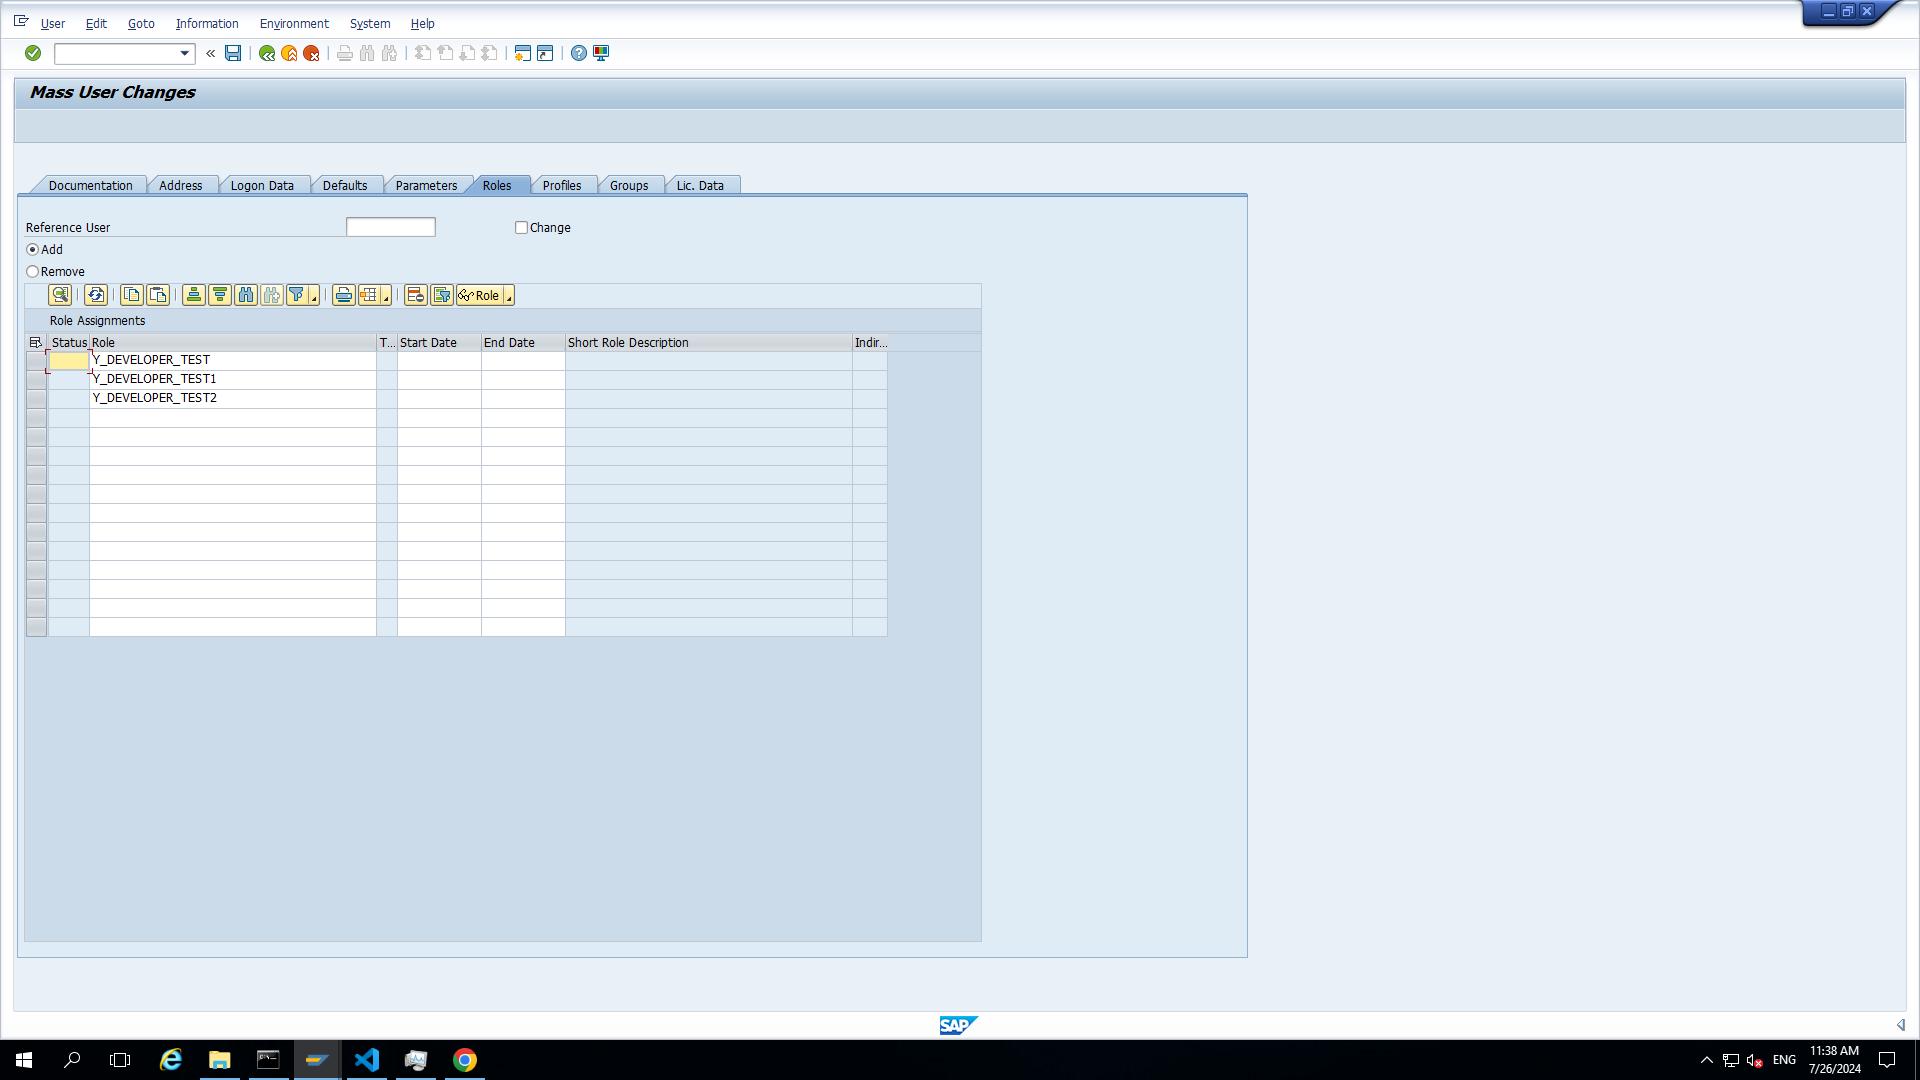 User Edit Goto Information Environment System Help
Mass User Changes
Documentation Address Logon Data Defaults Parameters Roles Profiles Groups Lic. Data
Reference User Change
Add
Remove
Role
Role Assignments
Status Role T... Start Date End Date Short Role Description Indir...
Y_DEVELOPER_TEST
Y_DEVELOPER_TEST1
Y_DEVELOPER_TEST2
SAP
ENG 11:38 AM
7/26/2024